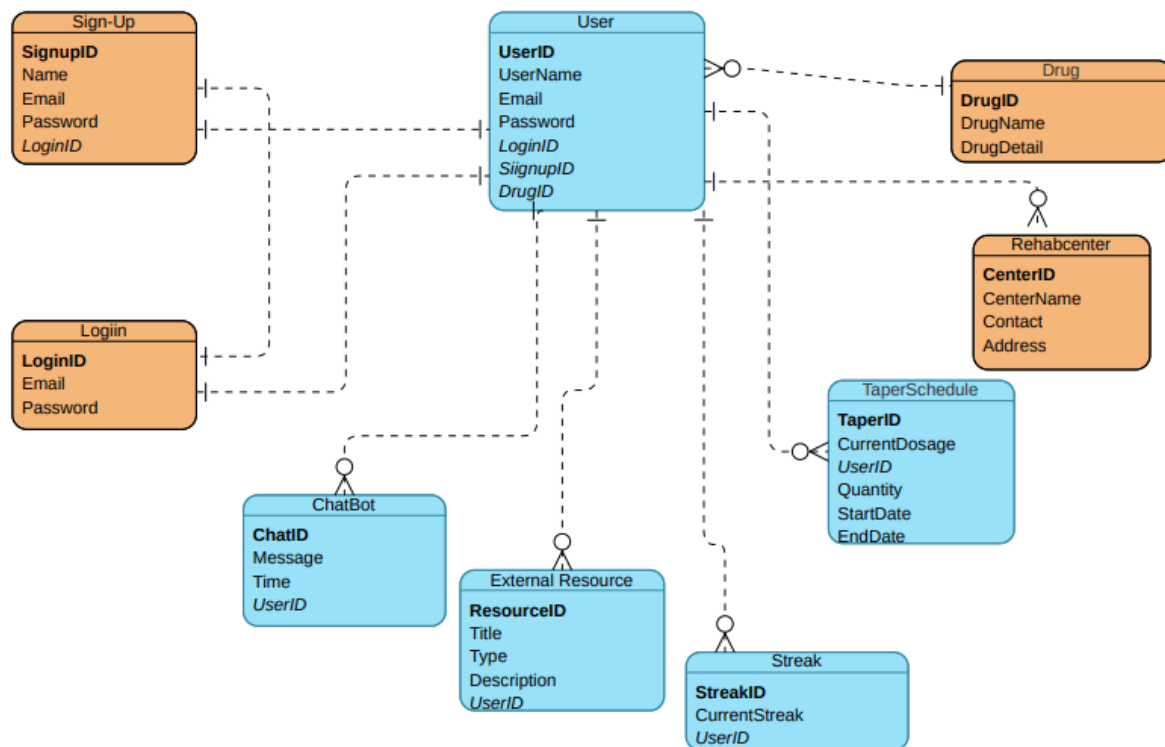 Sign-Up
SignupID
Name
Email
Password
LoginID
User
UserID
UserName
Email
Password
LoginID
SiignupID
DrugID
Drug
DrugID
DrugName
DrugDetail
Rehabcenter
CenterID
CenterName
Contact
Address
Logiin
LoginID
Email
Password
TaperSchedule
TaperID
CurrentDosage
UserID
Quantity
StartDate
EndDate
ChatBot
ChatID
Message
Time
UserID
External Resource
ResourceID
Title
Type
Description
UserID
Streak
StreakID
CurrentStreak
UserID